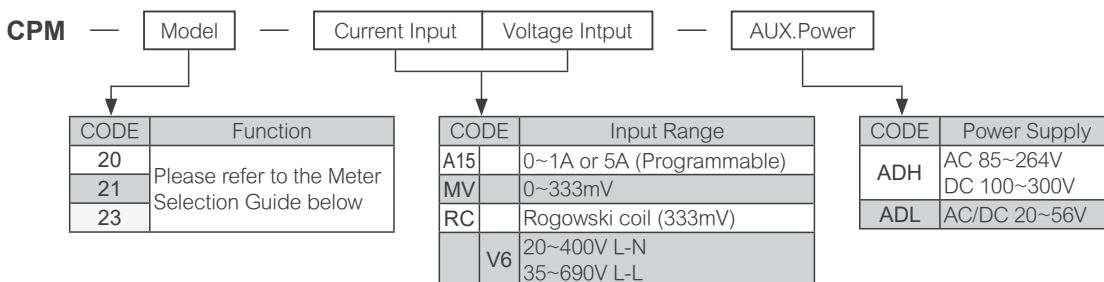 CPM — Model — Current Input Voltage Intput — AUX.Power
CODE Function
20
21
23
Please refer to the Meter
Selection Guide below
CODE Input Range
A15 0~1A or 5A (Programmable)
MV 0~333mV
RC Rogowski coil (333mV)
V6 20~400V L-N
35~690V L-L
CODE Power Supply
ADH AC 85~264V
DC 100~300V
ADL AC/DC 20~56V